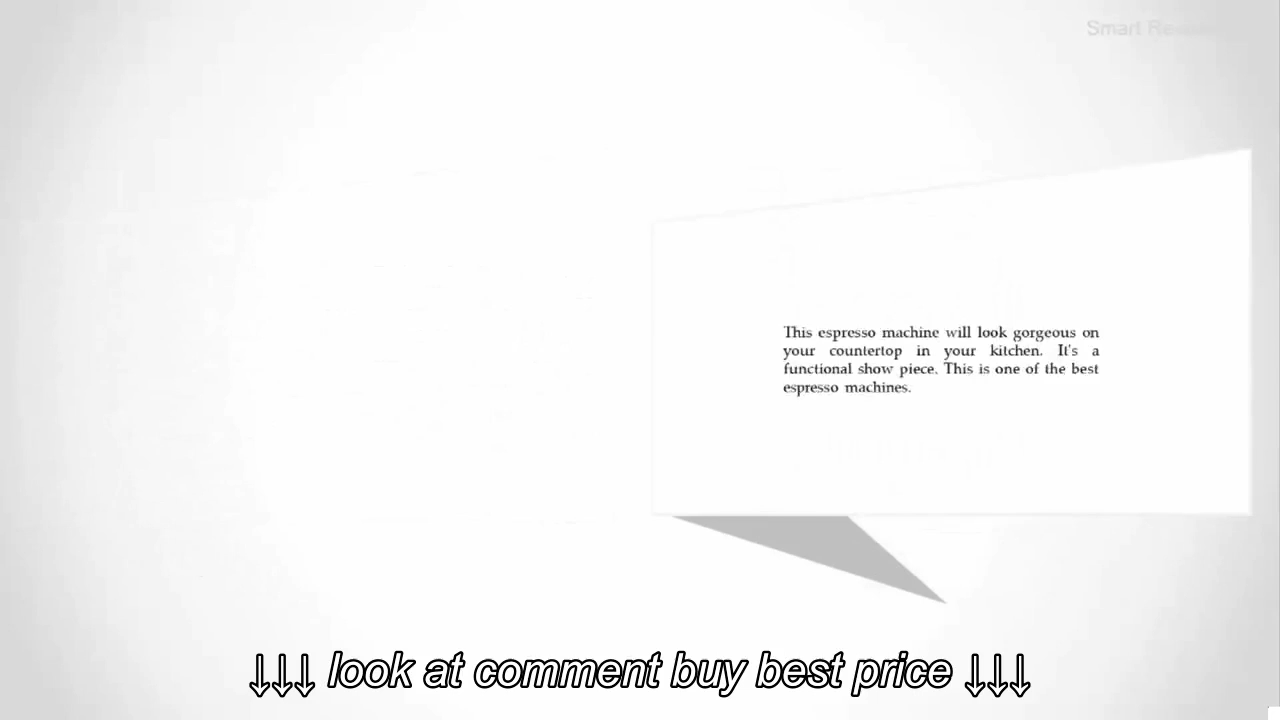 Smart
This espresso machine will look gorgeous on
your countertop in your kitchen. It's a
functional show piece. This is one of the best
espresso machines.
↓↓↓ look at comment buy best price ↓↓↓